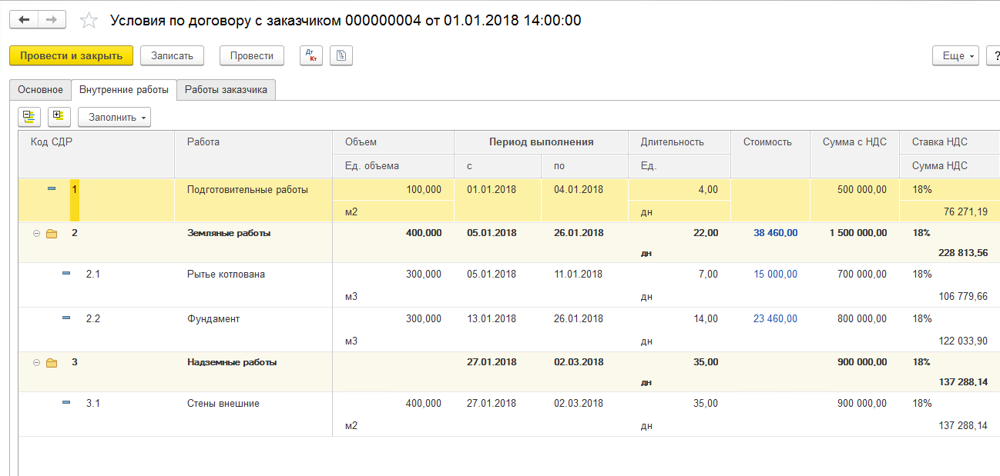 Условия по договору с заказчиком 000000004 от 01.01.2018 14:00:00
Провести и закрыть Записать Провести Дт Кт Еще ?
Основное Внутренние работы Работы заказчика
Заполнить
Код СДР Работа Объем Период выполнения Длительность Стоимость Сумма с НДС Ставка НДС
Ед. объема с по Ед. Сумма НДС
1 Подготовительные работы 100,000 01.01.2018 04.01.2018 4,00 500 000,00 18%
м2 дн 76 271,19
2 Земляные работы 400,000 05.01.2018 26.01.2018 22,00 38 460,00 1 500 000,00 18%
дн 228 813,56
2.1 Рытье котлована 300,000 05.01.2018 11.01.2018 7,00 15 000,00 700 000,00 18%
м3 дн 106 779,66
2.2 Фундамент 300,000 13.01.2018 26.01.2018 14,00 23 460,00 800 000,00 18%
м3 дн 122 033,90
3 Надземные работы 27.01.2018 02.03.2018 35,00 900 000,00 18%
дн 137 288,14
3.1 Стены внешние 400,000 27.01.2018 02.03.2018 35,00 900 000,00 18%
м2 дн 137 288,14